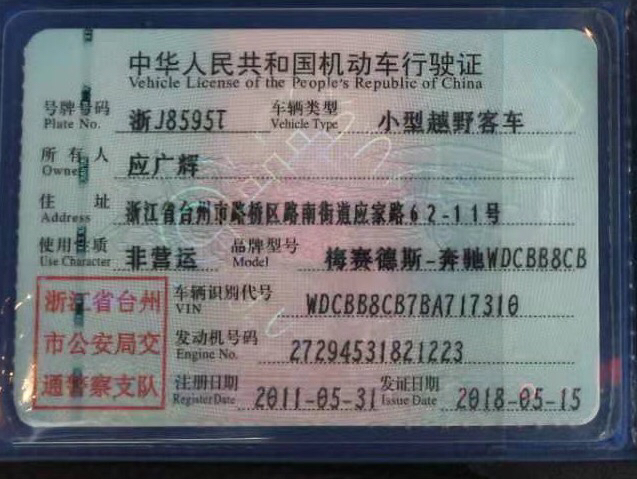 中华人民共和国机动车行驶证
Vehicle License of the People's Republic of China
号牌号码 浙J8595T 车辆类型 小型越野客车
Plate No. Vehicle Type
所有人 应广辉
Owner
住址 浙江省台州市路桥区路南街道应家路62-11号
Address
使用性质 非营运 品牌型号 梅赛德斯-奔驰WDCBB8CB
Use Character Model
浙江省台州
市公安局交
通警察支队
车辆识别代号 WDCBB8CB7BA717310
VIN
发动机号码 27294531821223
Engine No.
注册日期 2011-05-31 发证日期 2018-05-15
Register Date Issue Date